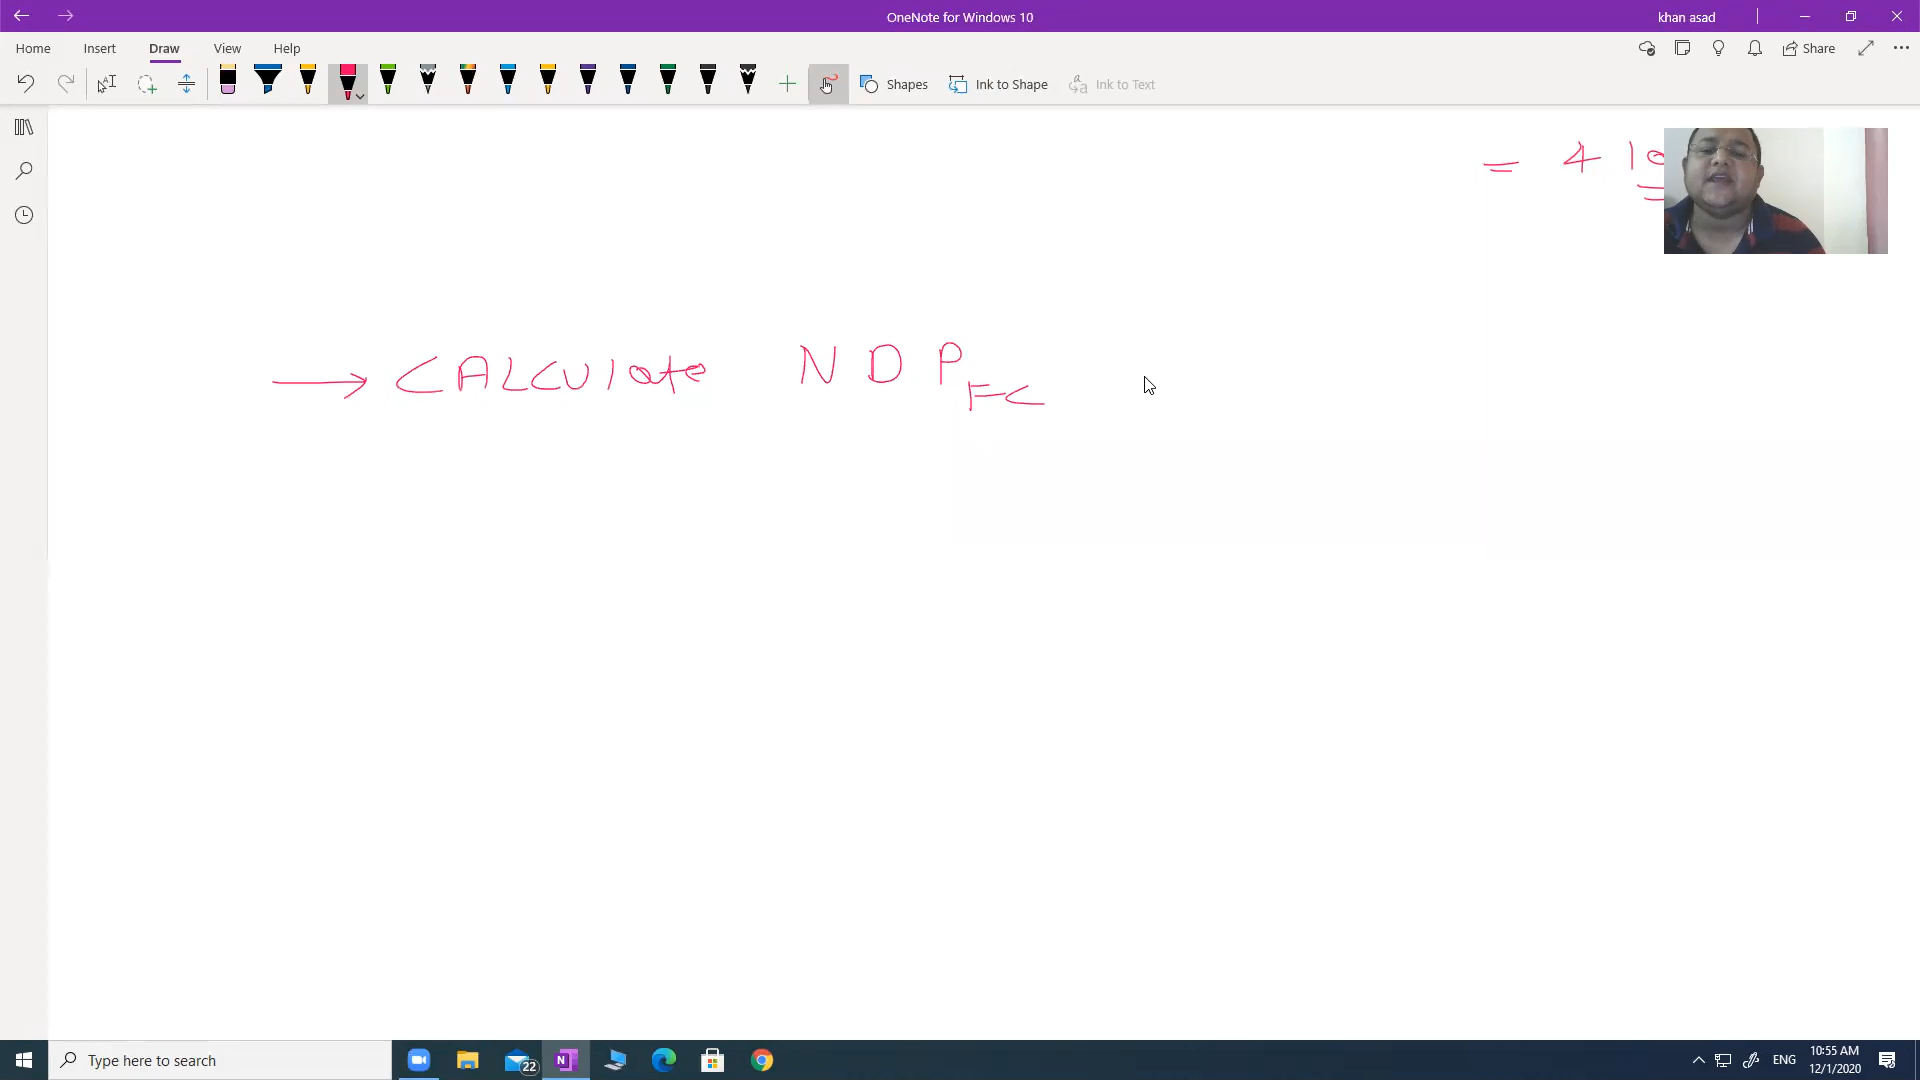 OneNote for Windows 10
khan asad
Home Insert Draw View Help
Share
Shapes
Ink to Shape
Ink to Text
= 4 10
→ CALCUlate NDP FC
Type here to search
22
ENG
10:55 AM
12/1/2020